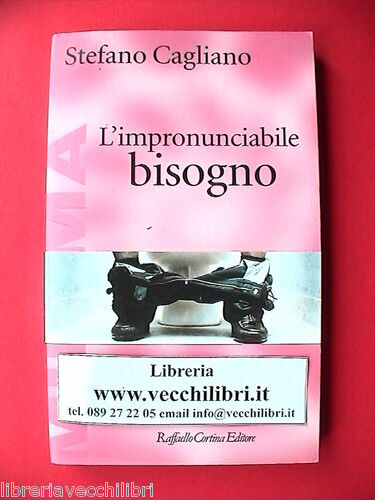 Stefano Cagliano
L'impronunciabile
bisogno
Libreria
www.vecchilibri.it
tel. 089 27 22 05 email info@vecchilibri.it
Raffaello Cortina Editore
libreriavecchilibri